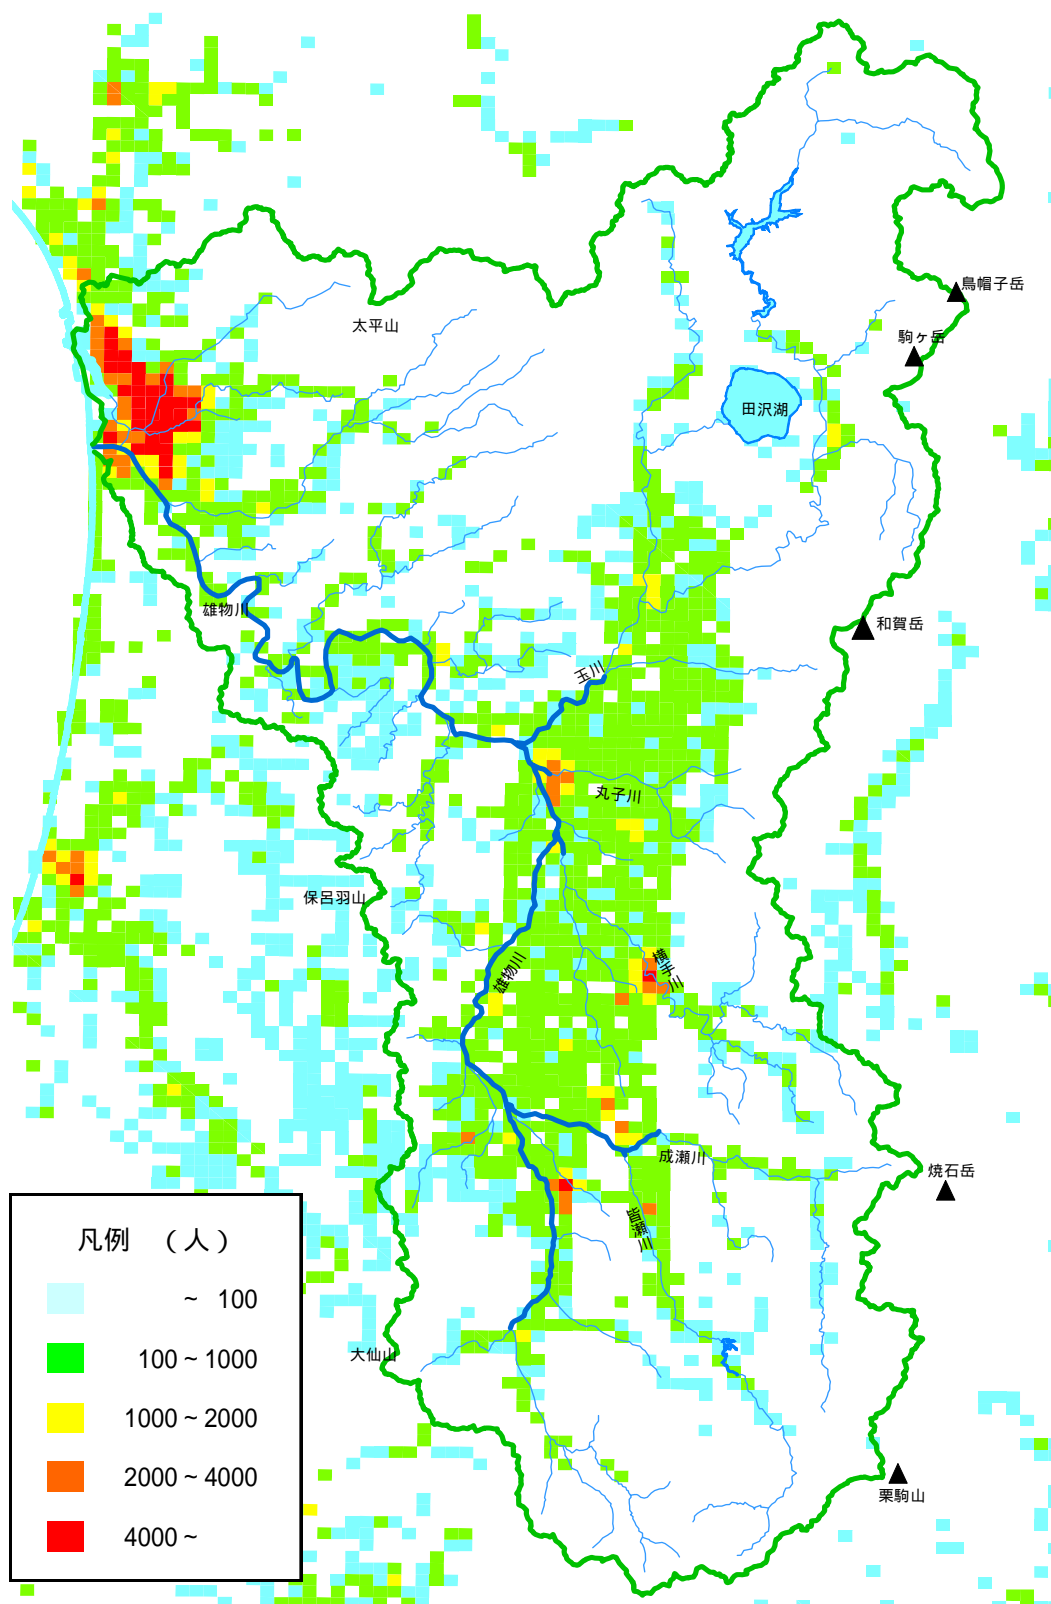 烏帽子岳
太平山
駒ヶ岳
田沢湖
雄物川
和賀岳
玉川
丸子川
保呂羽山
雄物川
横手川
成瀬川
焼石岳
皆瀬川
大仙山
栗駒山
凡例 （人）
~ 100
100 ~ 1000
1000 ~ 2000
2000 ~ 4000
4000 ~